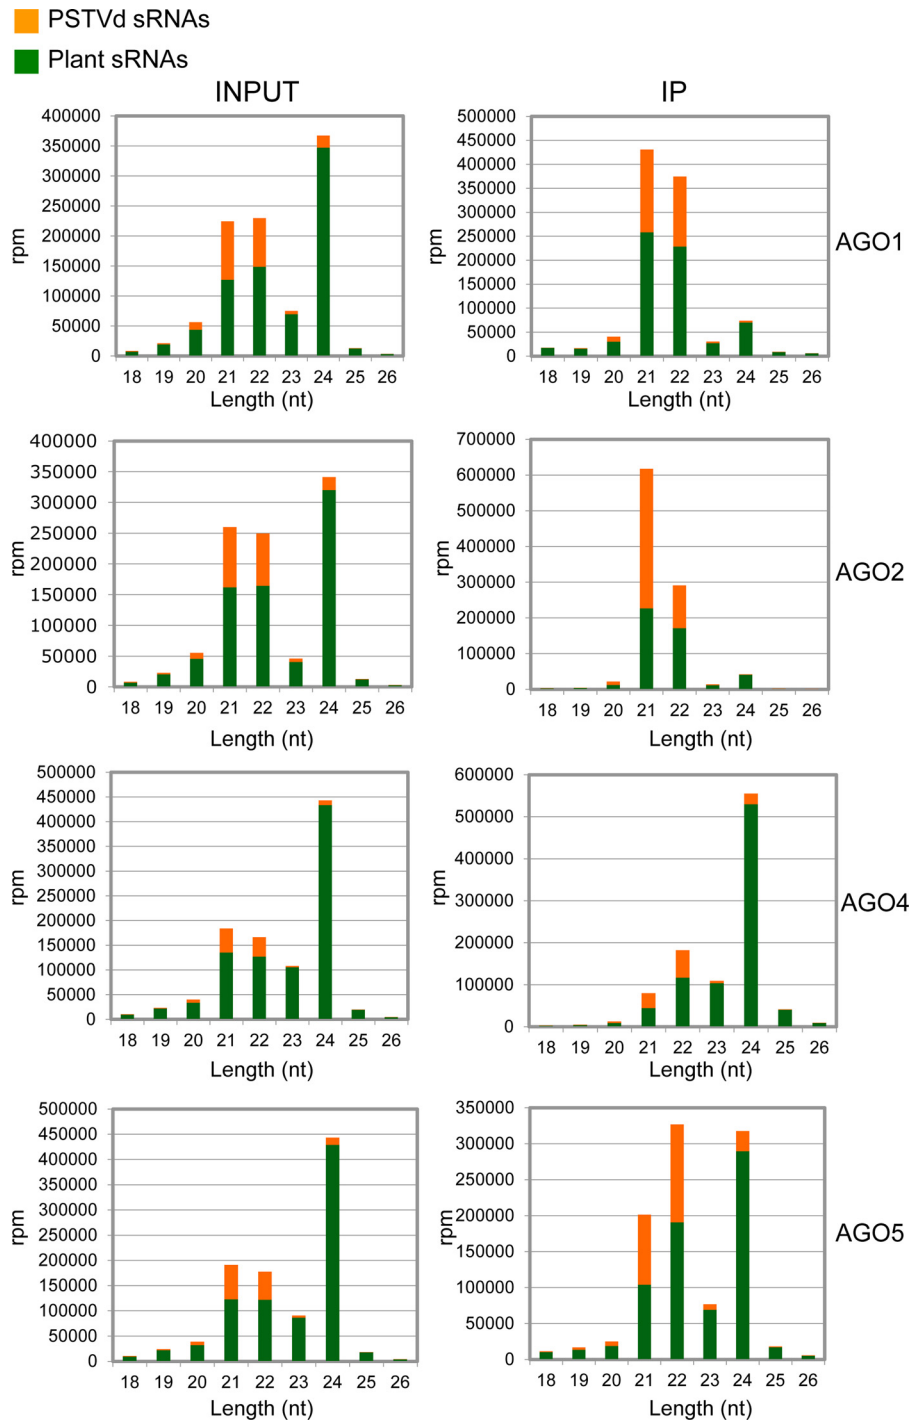 PSTVd sRNAs
Plant sRNAs
INPUT
IP
400000
350000
300000
250000
200000
150000
100000
50000
0
rpm
18 19 20 21 22 23 24 25 26
Length (nt)
500000
450000
400000
350000
300000
250000
200000
150000
100000
50000
0
rpm
18 19 20 21 22 23 24 25 26
Length (nt)
AGO1
400000
350000
300000
250000
200000
150000
100000
50000
0
rpm
18 19 20 21 22 23 24 25 26
Length (nt)
700000
600000
500000
400000
300000
200000
100000
0
rpm
18 19 20 21 22 23 24 25 26
Length (nt)
AGO2
500000
450000
400000
350000
300000
250000
200000
150000
100000
50000
0
rpm
18 19 20 21 22 23 24 25 26
Length (nt)
600000
500000
400000
300000
200000
100000
0
rpm
18 19 20 21 22 23 24 25 26
Length (nt)
AGO4
500000
450000
400000
350000
300000
250000
200000
150000
100000
50000
0
rpm
18 19 20 21 22 23 24 25 26
Length (nt)
350000
300000
250000
200000
150000
100000
50000
0
rpm
18 19 20 21 22 23 24 25 26
Length (nt)
AGO5